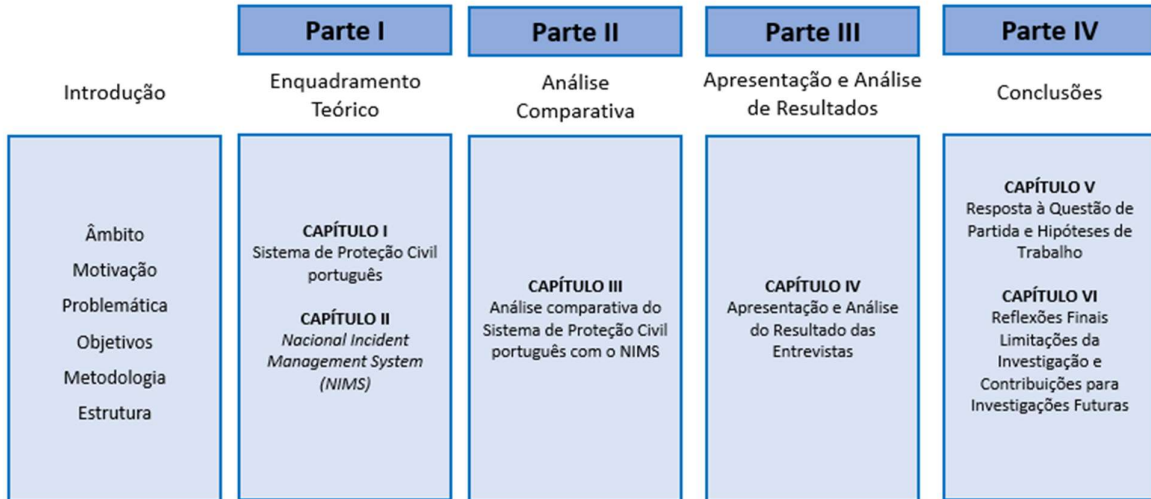 Parte I
Parte II
Parte III
Parte IV
Introdução
Enquadramento
Teórico
Análise
Comparativa
Apresentação e Análise
de Resultados
Conclusões
Âmbito
Motivação
Problemática
Objetivos
Metodologia
Estrutura
CAPÍTULO I
Sistema de Proteção Civil
português
CAPÍTULO II
Nacional Incident
Management System
(NIMS)
CAPÍTULO III
Análise comparativa do
Sistema de Proteção Civil
português com o NIMS
CAPÍTULO IV
Apresentação e Análise
do Resultado das
Entrevistas
CAPÍTULO V
Resposta à Questão de
Partida e Hipóteses de
Trabalho
CAPÍTULO VI
Reflexões Finais
Limitações da
Investigação e
Contribuições para
Investigações Futuras